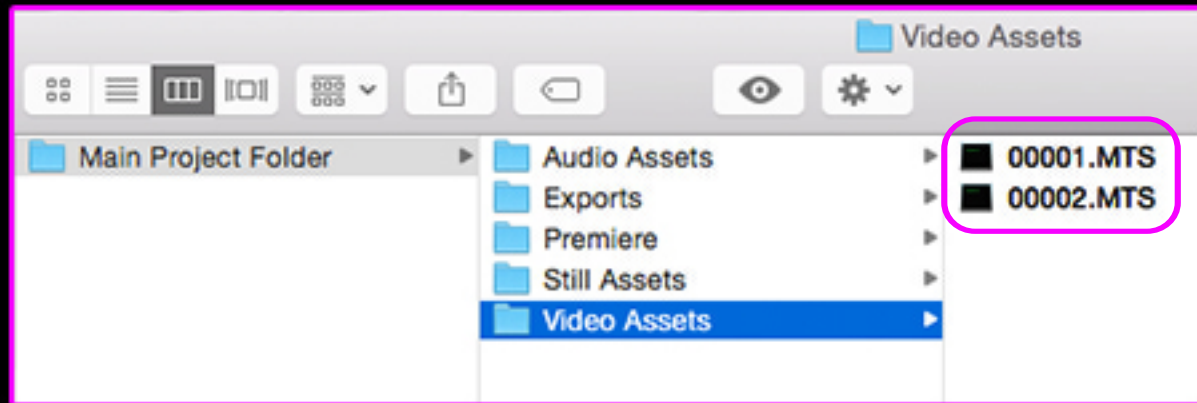 Video Assets
Main Project Folder
Audio Assets
Exports
Premiere
Still Assets
Video Assets
00001.MTS
00002.MTS